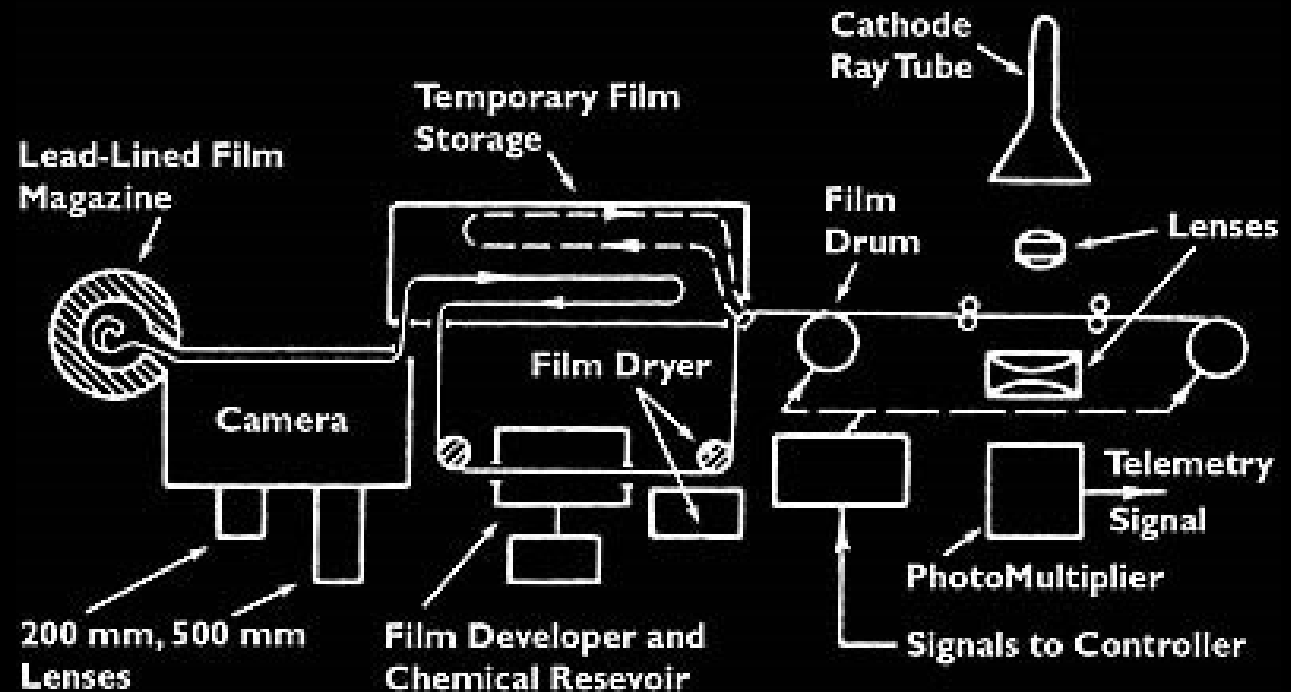 Cathode
Ray Tube
Temporary Film
Storage
Lead-Lined Film
Magazine
Film
Drum
Lenses
Film Dryer
Camera
Telemetry
Signal
PhotoMultiplier
200 mm, 500 mm
Lenses
Film Developer and
Chemical Resevoir
Signals to Controller